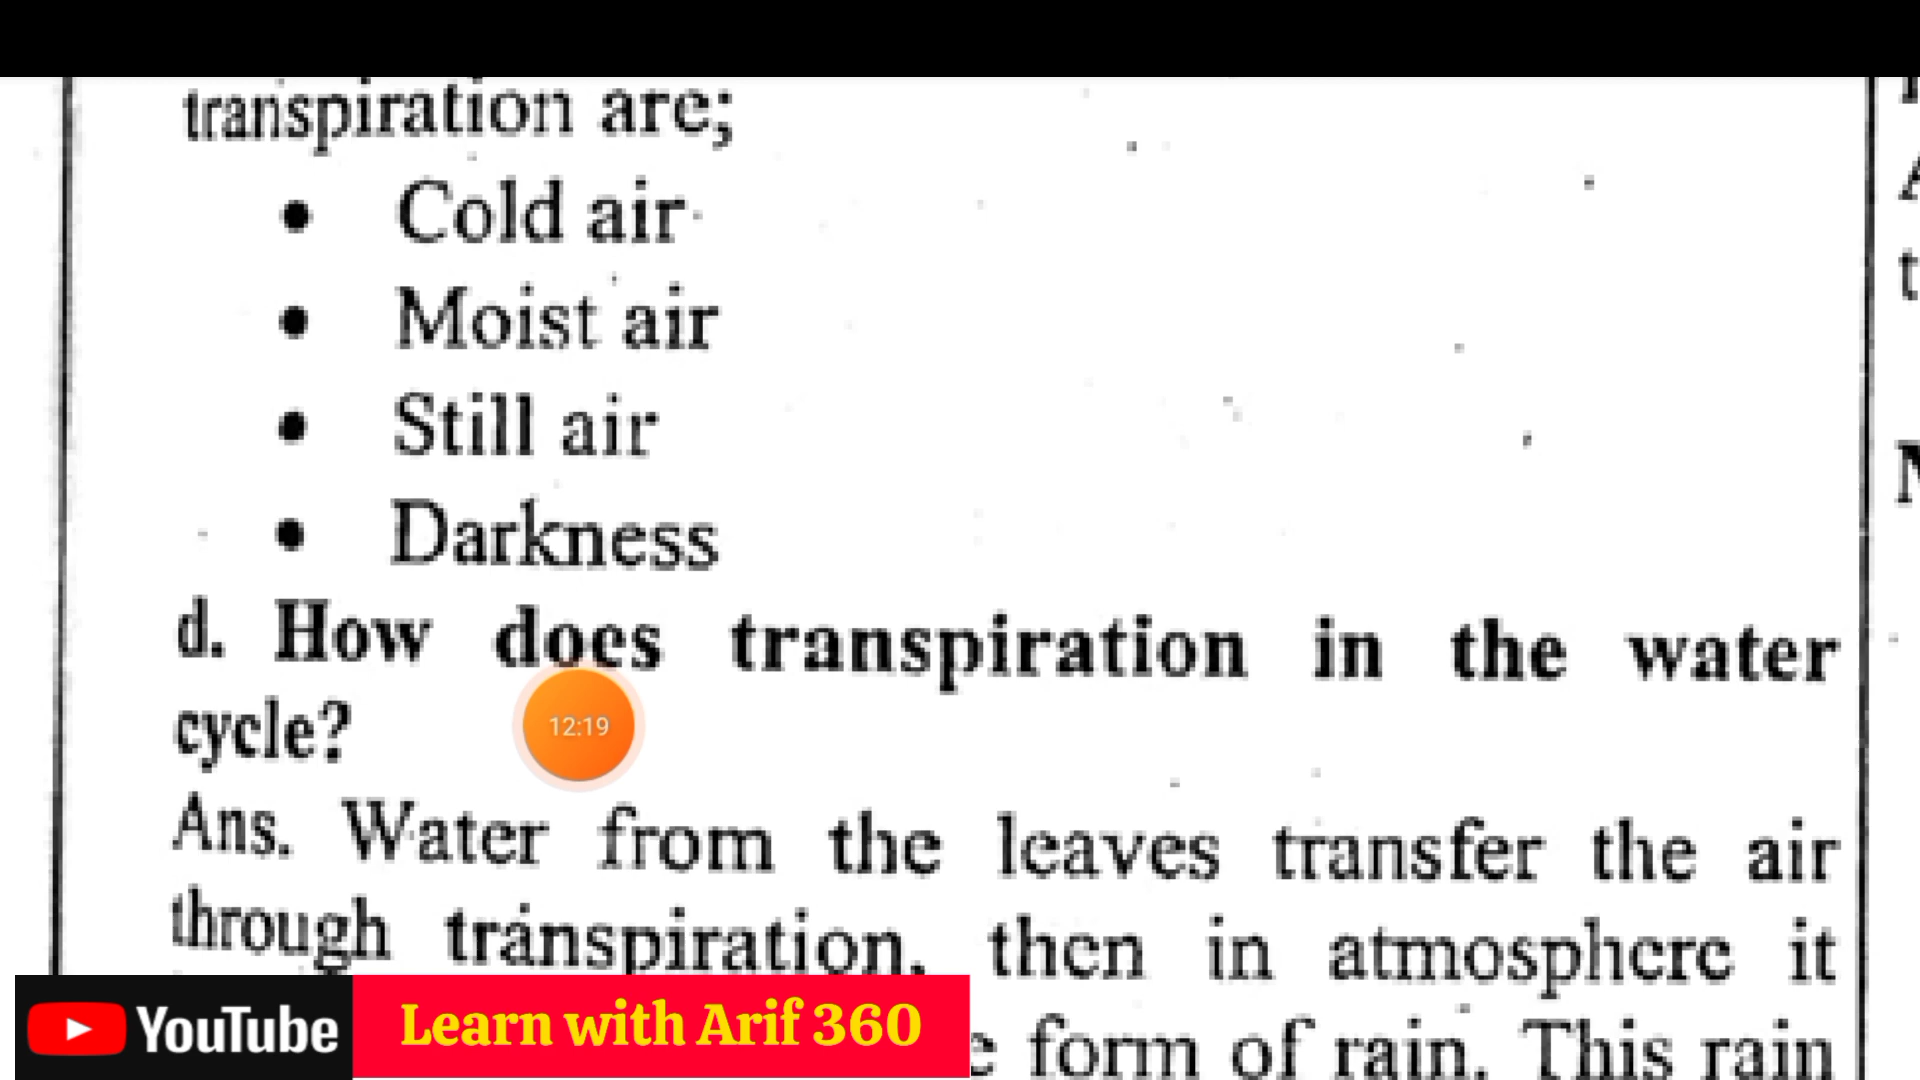 transpiration are;
• Cold air
• Moist air
• Still air
• Darkness
d. How does transpiration in the water
cycle?
12:19
Ans. Water from the leaves transfer the air
through transpiration, then in atmosphere it
form of rain. This rain
YouTube
Learn with Arif 360